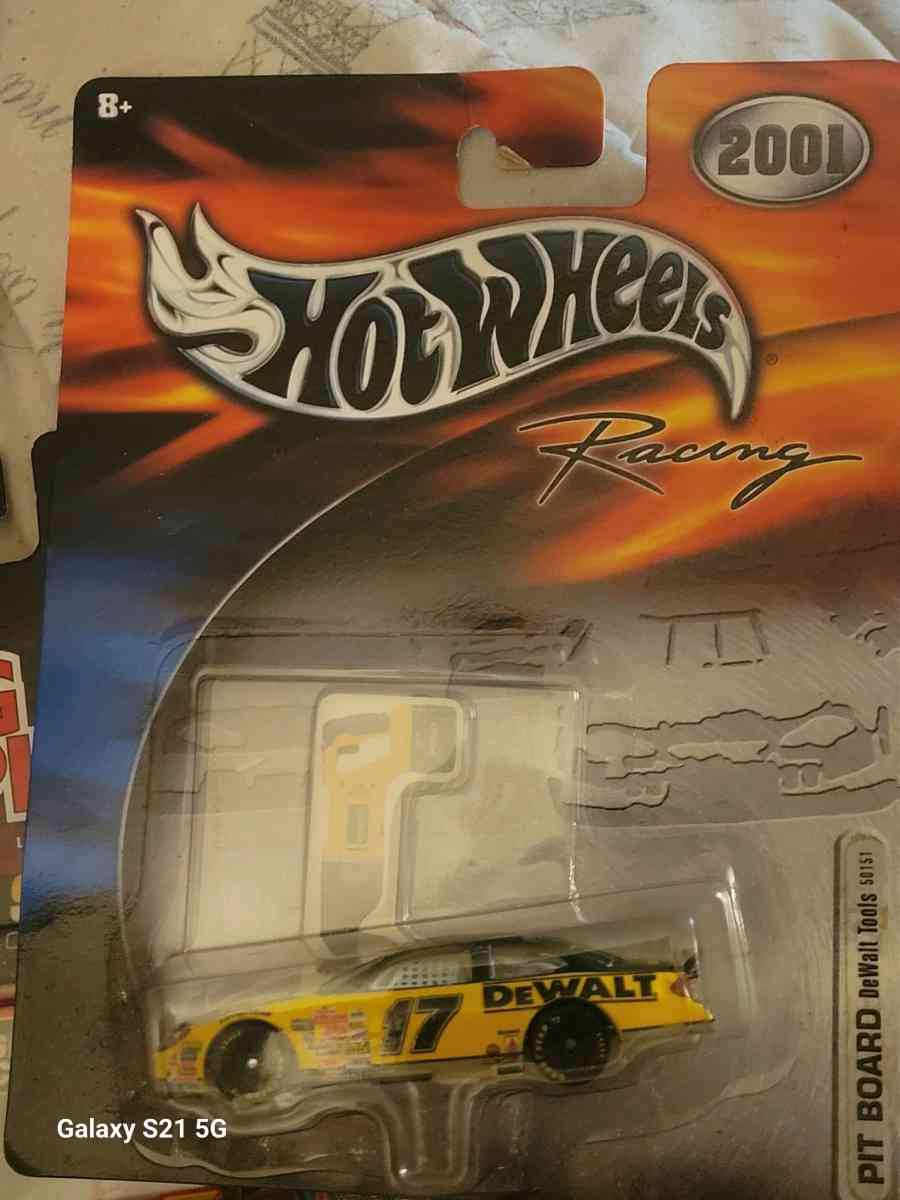 8+
2001
Hot Wheels
®
Racing
17
DEWALT
PIT BOARD DeWalt Tools 50151
Galaxy S21 5G